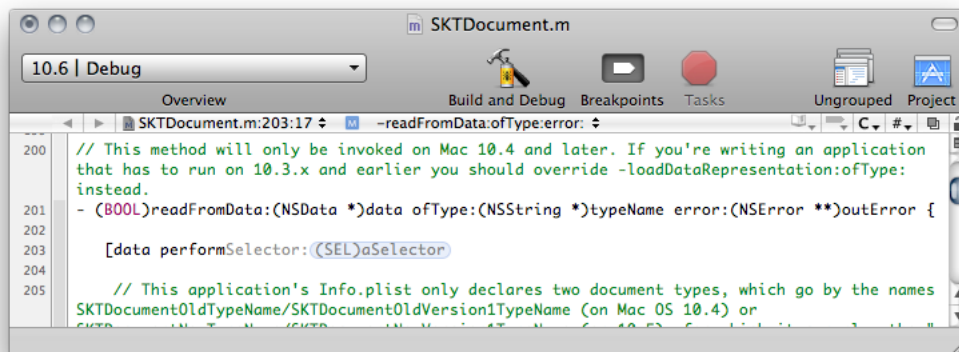 SKTDocument.m
10.6 | Debug
Overview
Build and Debug
Breakpoints
Tasks
Ungrouped
Project
SKTDocument.m:203:17
M
-readFromData:ofType:error:
C
#
200
// This method will only be invoked on Mac 10.4 and later. If you're writing an application
that has to run on 10.3.x and earlier you should override -loadDataRepresentation:ofType:
instead.
201
- (BOOL)readFromData:(NSData *)data ofType:(NSString *)typeName error:(NSError **)outError {
202
203
[data performSelector:(SEL)aSelector
204
205
// This application's Info.plist only declares two document types, which go by the names
SKTDocumentOldTypeName/SKTDocumentOldVersion1TypeName (on Mac OS 10.4) or